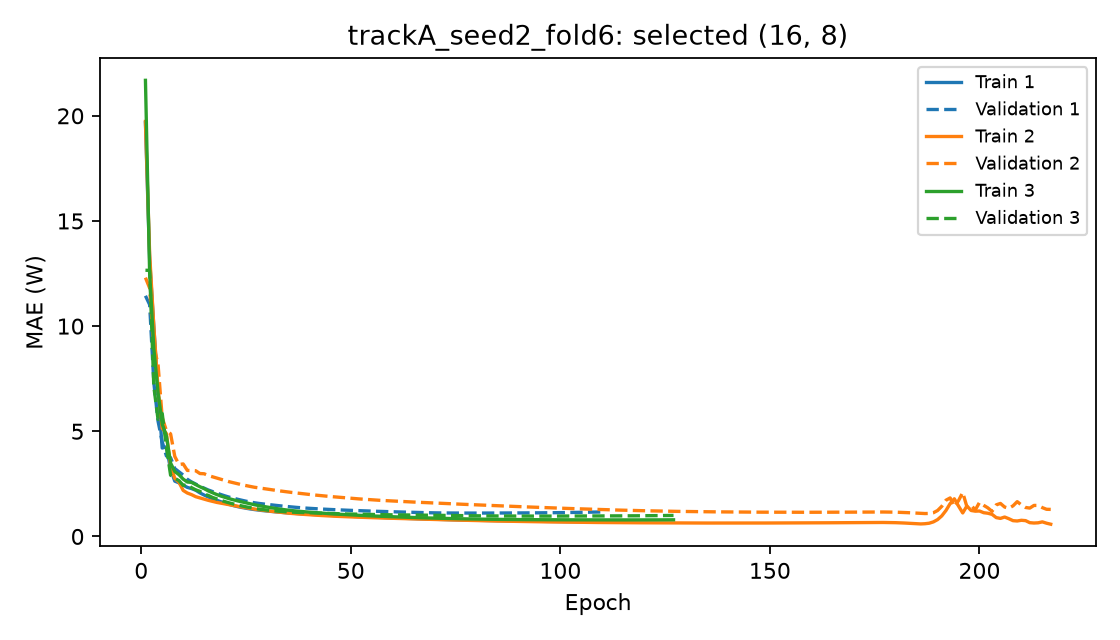 trackA_seed2_fold6: selected (16, 8)
Train 1
Validation 1
Train 2
Validation 2
Train 3
Validation 3
MAE (W)
20
15
10
5
0
0 50 100 150 200
Epoch